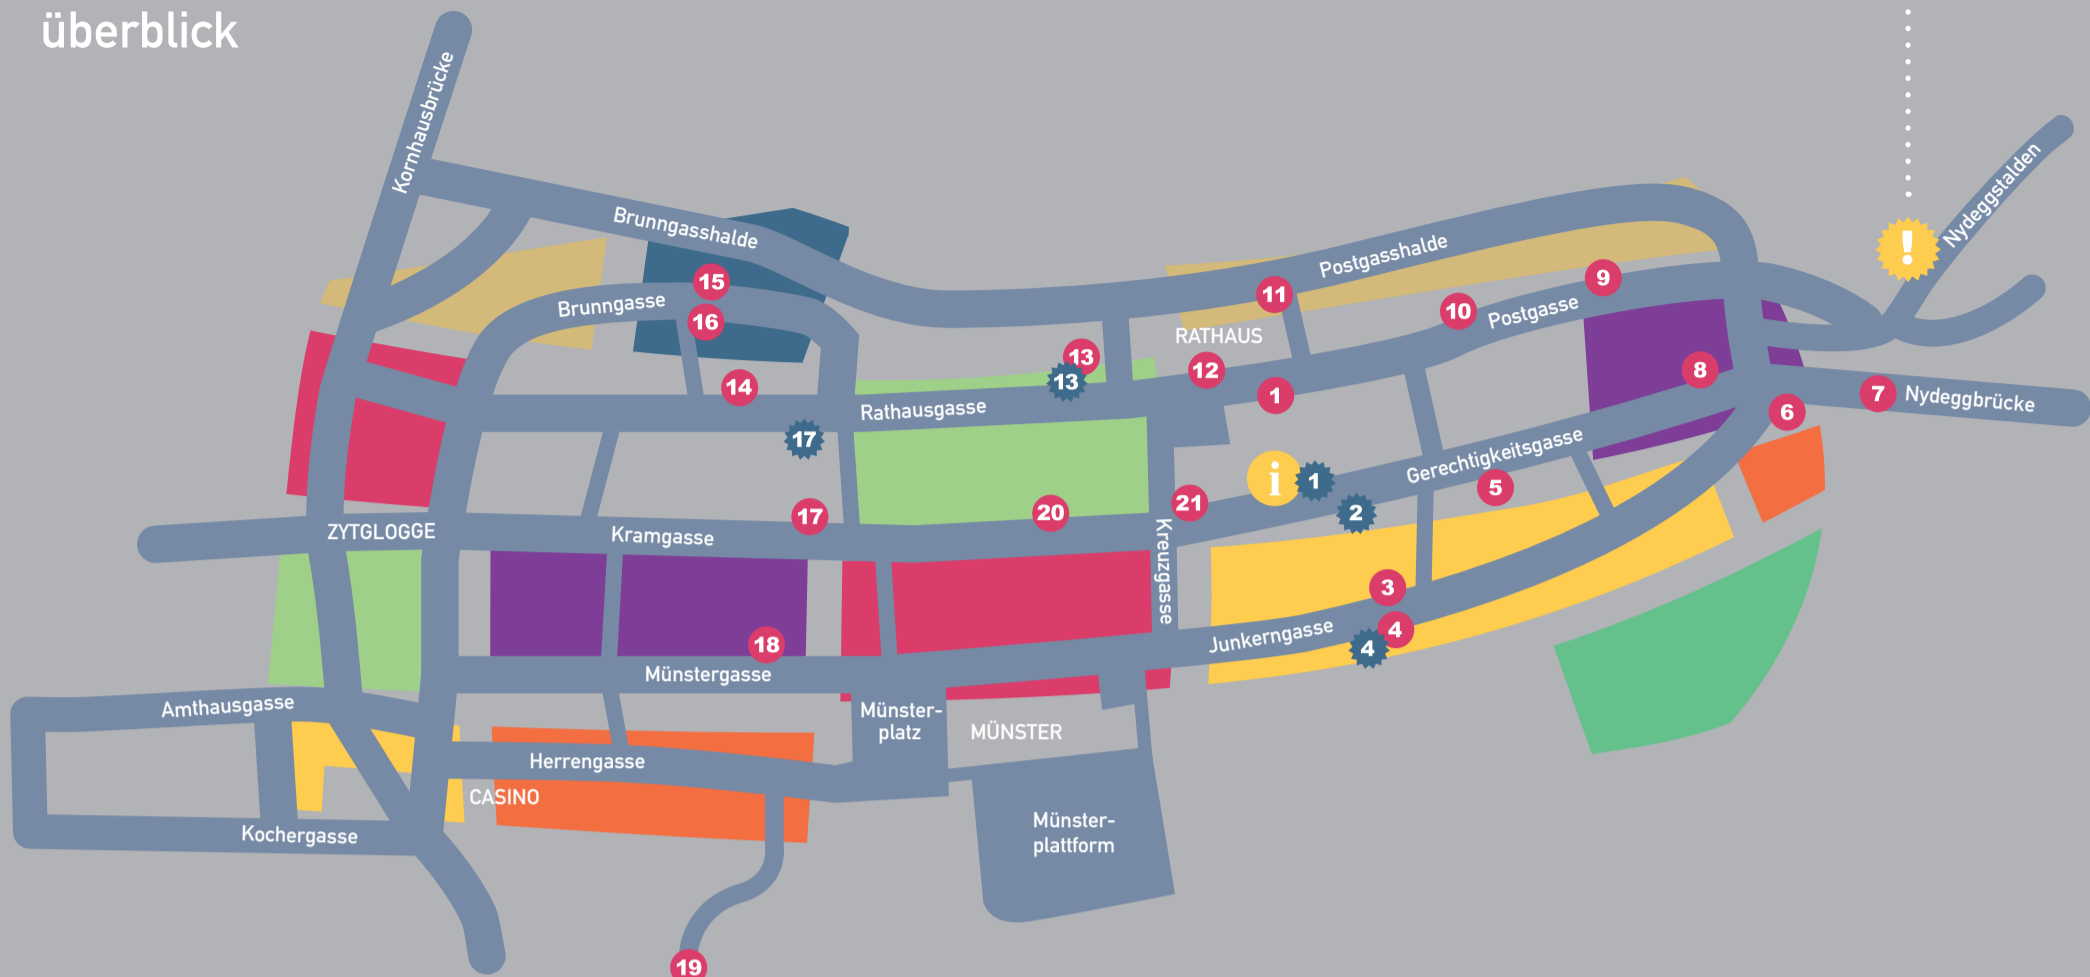 überblick
Kornhausbrücke
!
Nydeggstalden
Brunngasshalde
Postgasshalde
15
Brunngasse
16
11
9
10
Postgasse
RATHAUS
13
13
12
14
1
8
7
Nydeggbrücke
Rathausgasse
6
17
Gerechtigkeitsgasse
i
1
5
21
2
17
20
ZYTGLOGGE
Kramgasse
Kreuzgasse
3
4
4
Junkerngasse
18
Münstergasse
Amthausgasse
Münster-
platz
MÜNSTER
Herrengasse
CASINO
Kochergasse
Münster-
plattform
19